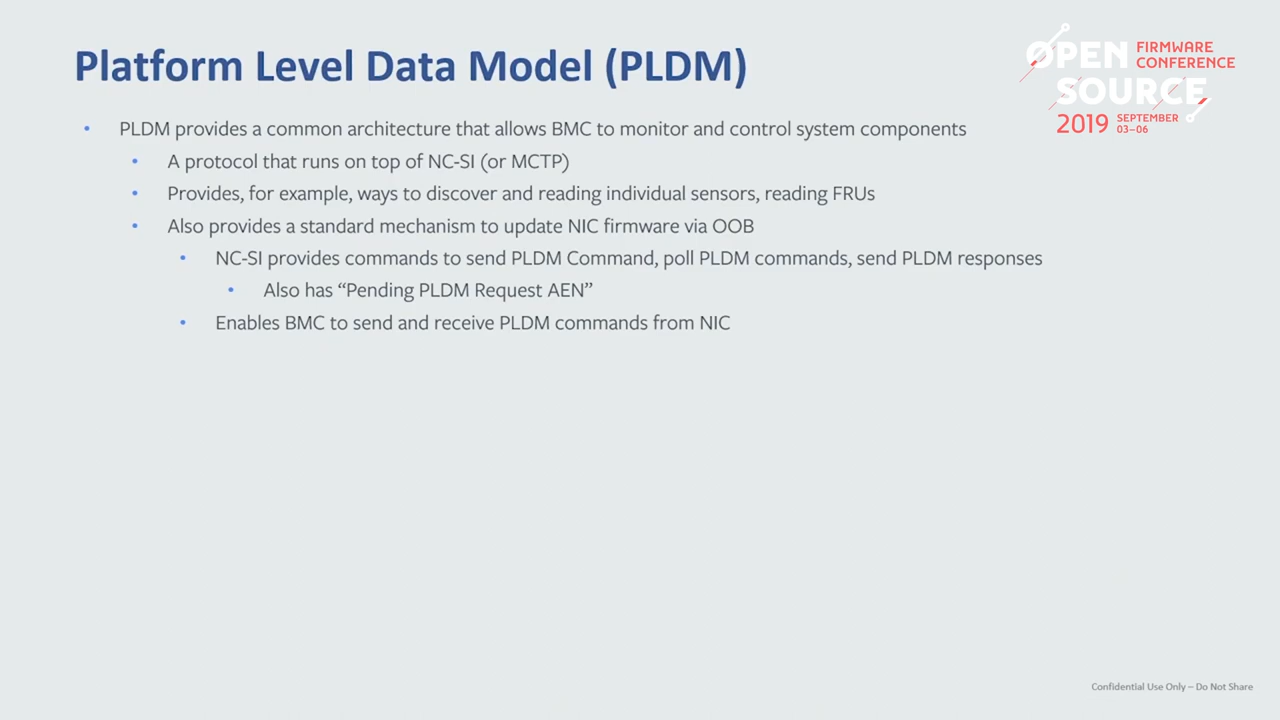 Platform Level Data Model (PLDM)
OPEN SOURCE
FIRMWARE
CONFERENCE
2019 SEPTEMBER
03–06
• PLDM provides a common architecture that allows BMC to monitor and control system components
• A protocol that runs on top of NC-SI (or MCTP)
• Provides, for example, ways to discover and reading individual sensors, reading FRUs
• Also provides a standard mechanism to update NIC firmware via OOB
• NC-SI provides commands to send PLDM Command, poll PLDM commands, send PLDM responses
• Also has “Pending PLDM Request AEN”
• Enables BMC to send and receive PLDM commands from NIC
Confidential Use Only – Do Not Share